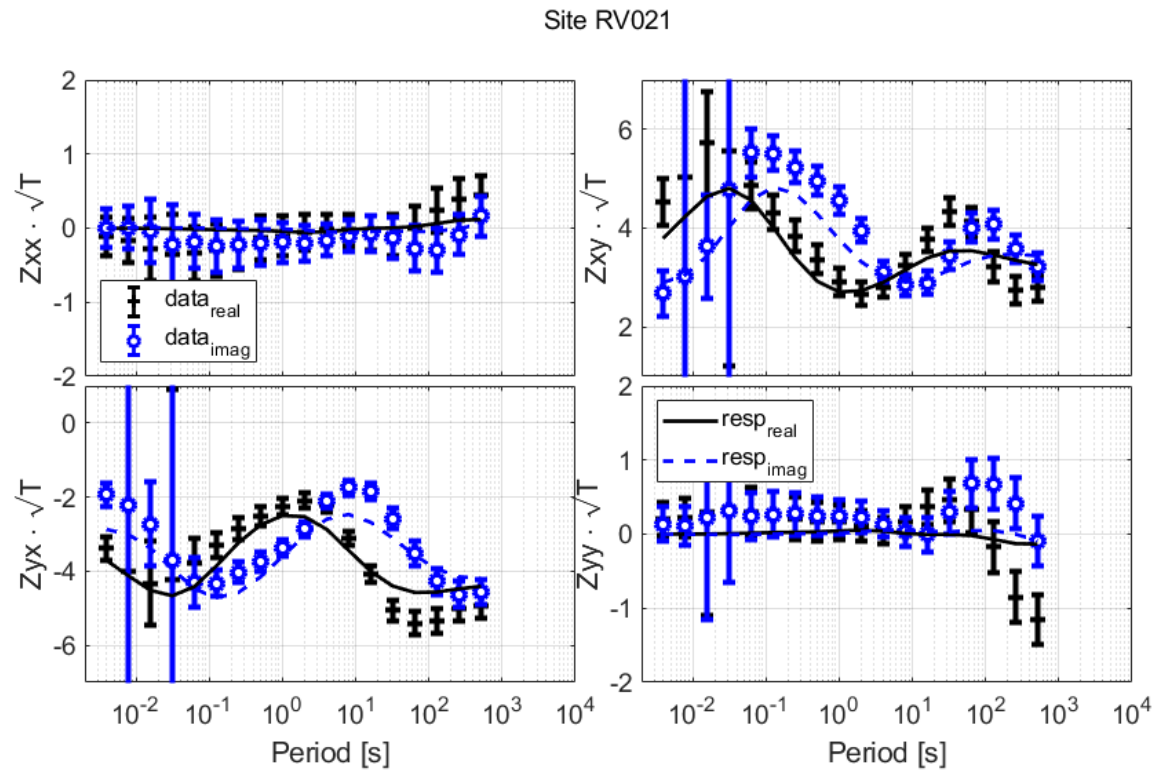 Site RV021
2
1
0
-1
-2
Zxx · √T
data_real
data_imag
6
4
2
Zxy · √T
0
-2
-4
-6
Zyx · √T
10^-2 10^-1 10^0 10^1 10^2 10^3 10^4
Period [s]
2
1
0
-1
-2
Zyy · √T
resp_real
resp_imag
10^-2 10^-1 10^0 10^1 10^2 10^3 10^4
Period [s]